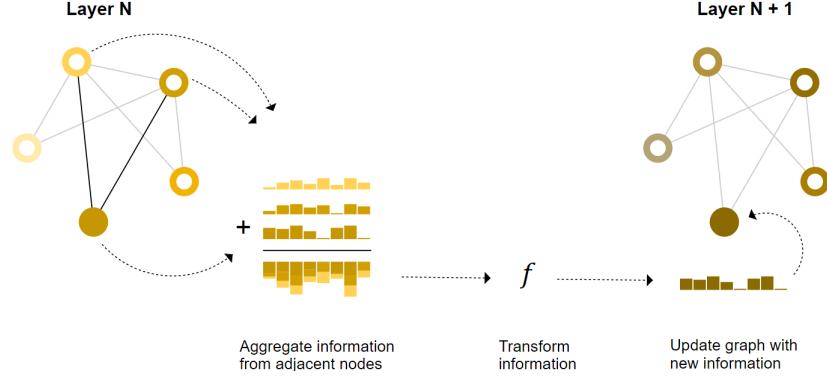 Layer N
Layer N + 1
+
f
Aggregate information
from adjacent nodes
Transform
information
Update graph with
new information